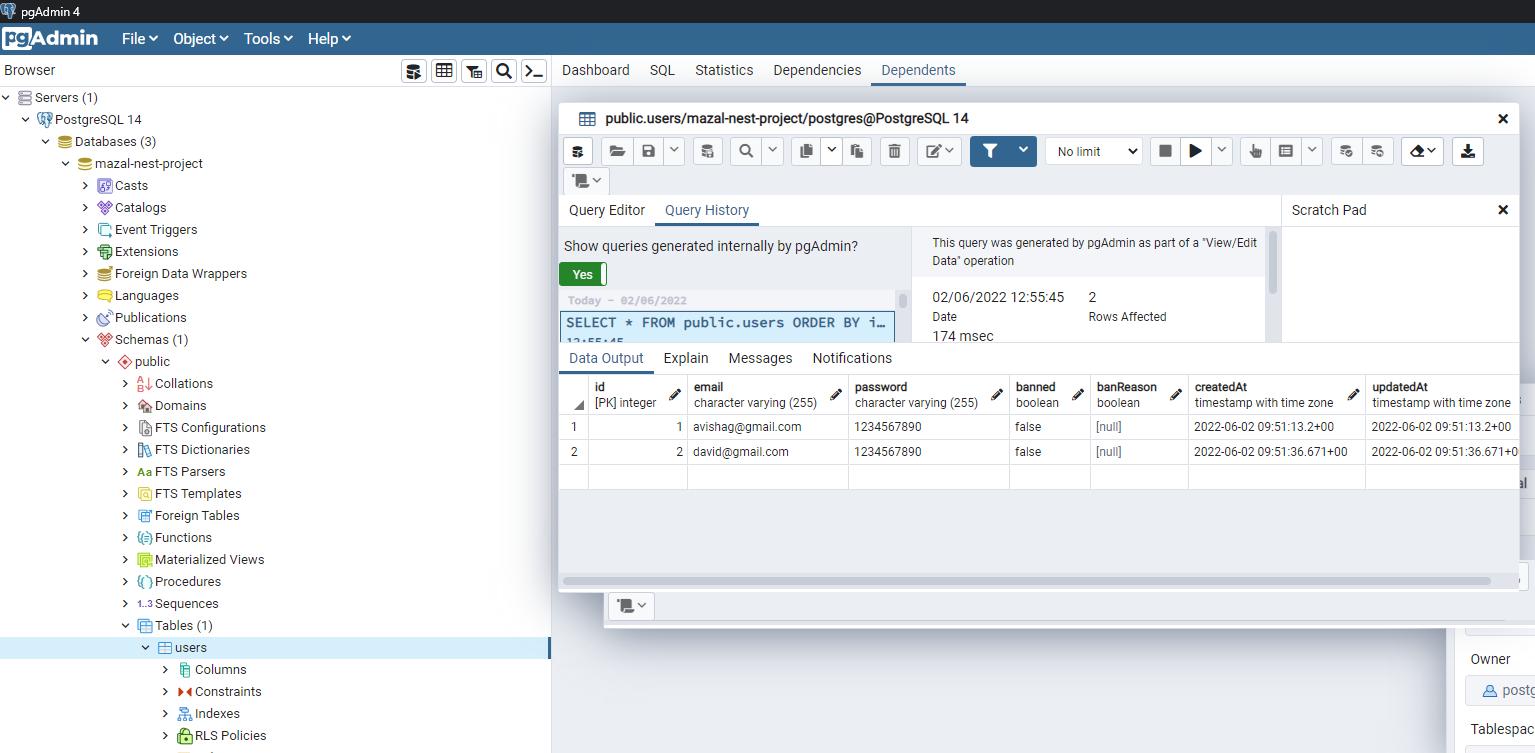 pgAdmin 4
pgAdmin File Object Tools Help
Browser
Dashboard SQL Statistics Dependencies Dependents
Servers (1)
PostgreSQL 14
Databases (3)
mazal-nest-project
Casts
Catalogs
Event Triggers
Extensions
Foreign Data Wrappers
Languages
Publications
Schemas (1)
public
Collations
Domains
FTS Configurations
FTS Dictionaries
Aa FTS Parsers
FTS Templates
Foreign Tables
Functions
Materialized Views
Procedures
1..3 Sequences
Tables (1)
users
Columns
Constraints
Indexes
RLS Policies
public.users/mazal-nest-project/postgres@PostgreSQL 14
No limit
Query Editor Query History
Scratch Pad
Show queries generated internally by pgAdmin?
Yes
Today - 02/06/2022
SELECT * FROM public.users ORDER BY i…
12:55:45
This query was generated by pgAdmin as part of a "View/Edit
Data" operation
02/06/2022 12:55:45 2
Date Rows Affected
174 msec
Data Output Explain Messages Notifications
id email password banned banReason createdAt updatedAt
[PK] integer character varying (255) character varying (255) boolean boolean timestamp with time zone timestamp with time zone
1 1 avishag@gmail.com 1234567890 false [null] 2022-06-02 09:51:13.2+00 2022-06-02 09:51:13.2+00
2 2 david@gmail.com 1234567890 false [null] 2022-06-02 09:51:36.671+00 2022-06-02 09:51:36.671+0
Owner
postg
Tablespac